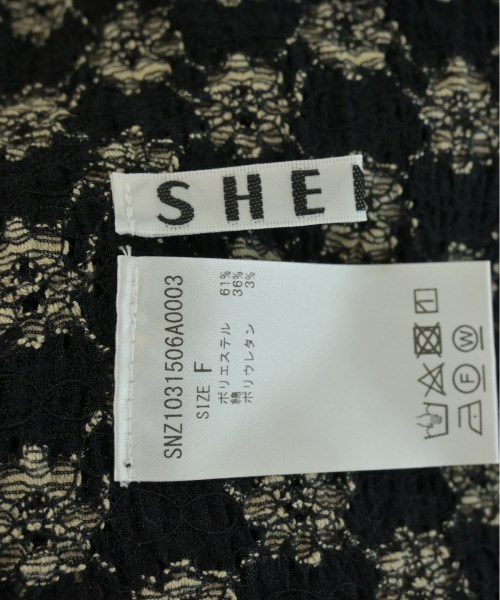 SHE
SNZ1031506A0003
SIZE F
ポリエステル 61%
綿 36%
ポリウレタン 3%
F W